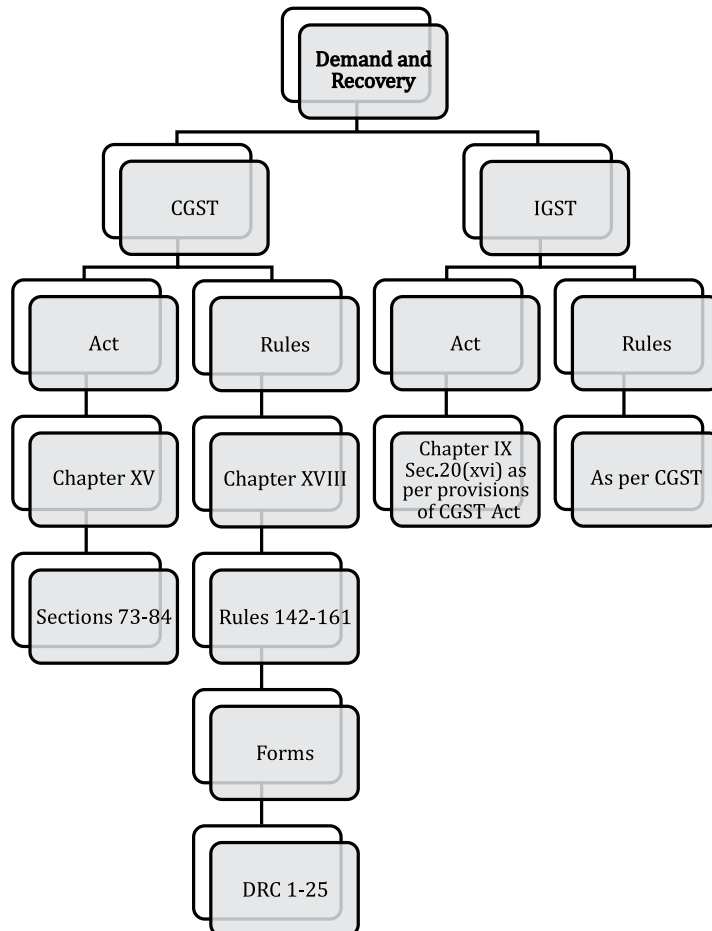 Demand and
Recovery
CGST
IGST
Act
Rules
Act
Rules
Chapter XV
Chapter XVIII
Chapter IX
Sec.20(xvi) as
per provisions
of CGST Act
As per CGST
Sections 73-84
Rules 142-161
Forms
DRC 1-25